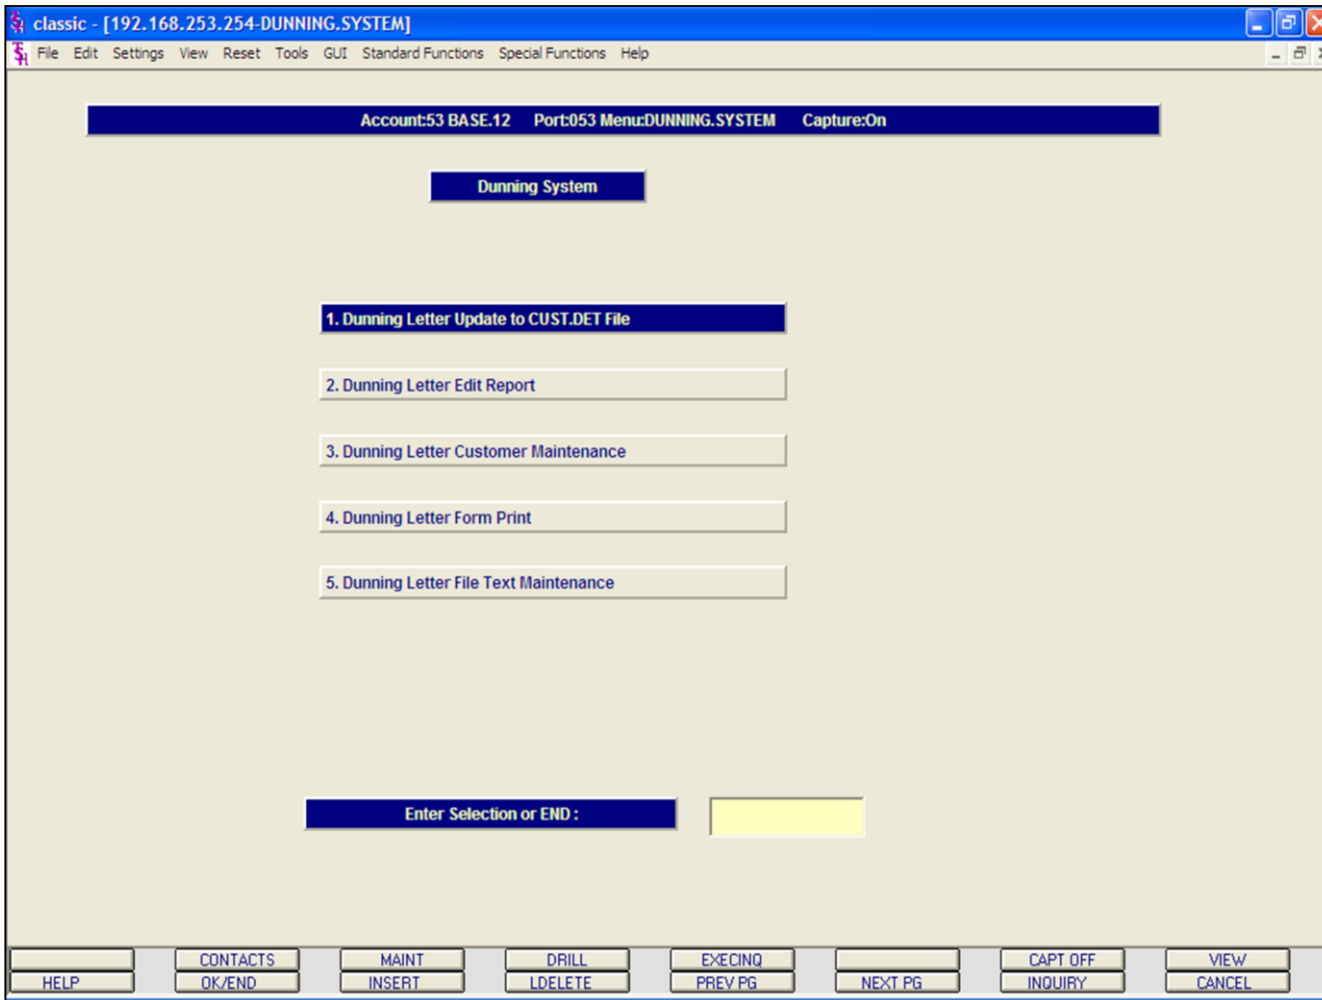 classic - [192.168.253.254-DUNNING.SYSTEM]
File Edit Settings View Reset Tools GUI Standard Functions Special Functions Help
Account:53 BASE.12 Port:053 Menu:DUNNING.SYSTEM Capture:On
Dunning System
1. Dunning Letter Update to CUST.DET File
2. Dunning Letter Edit Report
3. Dunning Letter Customer Maintenance
4. Dunning Letter Form Print
5. Dunning Letter File Text Maintenance
Enter Selection or END :
CONTACTS MAINT DRILL EXECINQ CAPT OFF VIEW
HELP OK/END INSERT LDELETE PREV PG NEXT PG INQUIRY CANCEL